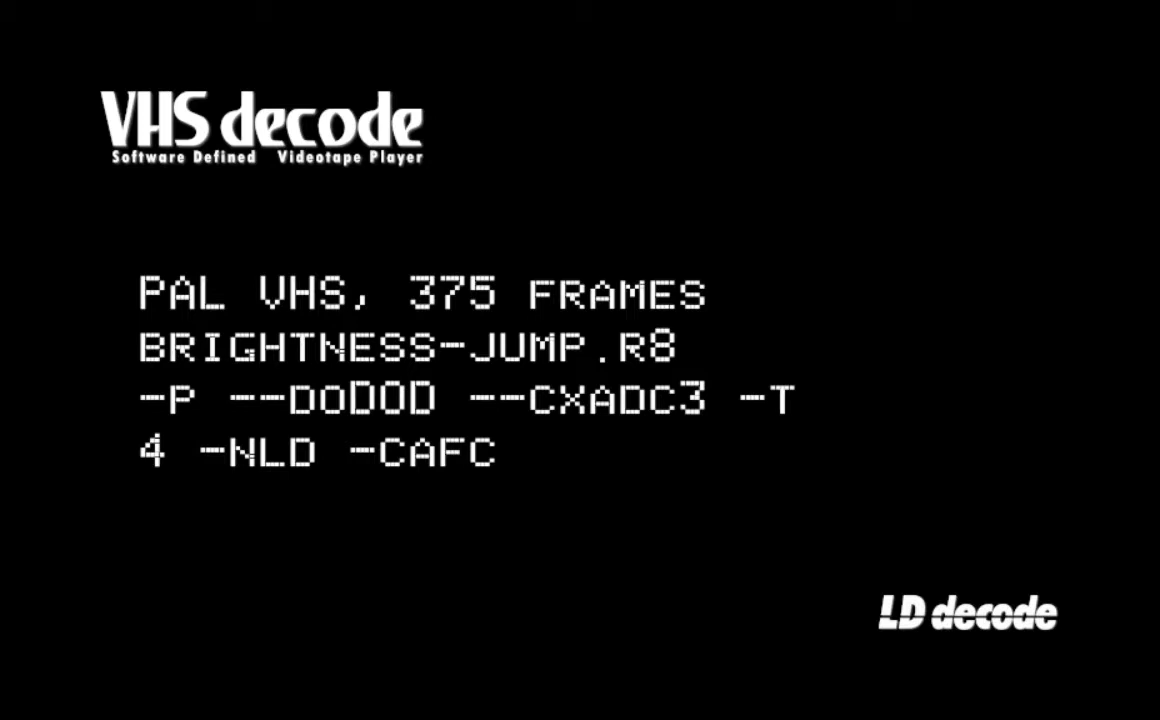 VHS decode
Software Defined Videotape Player
PAL VHS, 375 FRAMES
BRIGHTNESS-JUMP.R8
-P --DODOD --CXADC3 -T
4 -NLD -CAFC
LD decode